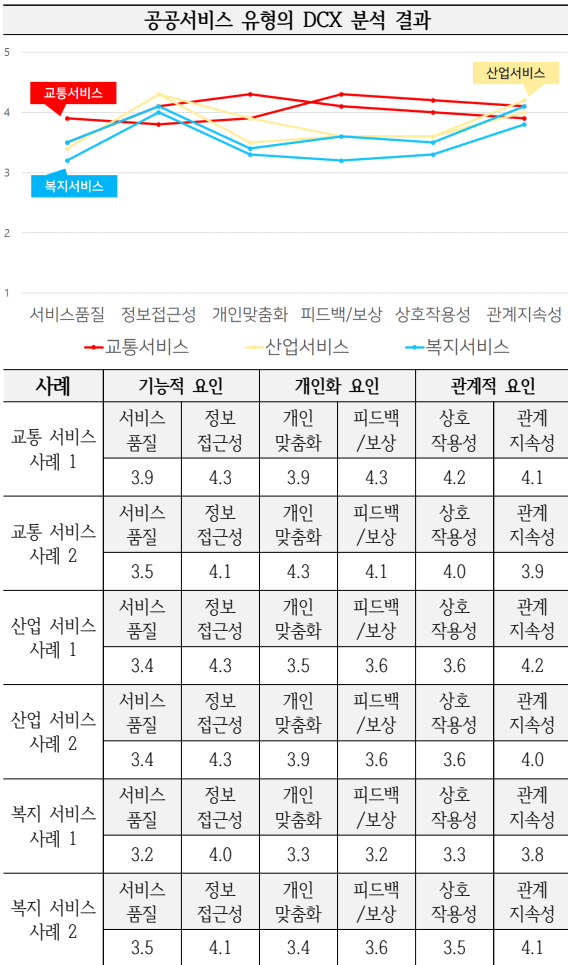 공공서비스 유형의 DCX 분석 결과
5
산업서비스
교통서비스
4
3
복지서비스
2
1
서비스품질 정보접근성 개인맞춤화 피드백/보상 상호작용성 관계지속성
교통서비스 산업서비스 복지서비스
사례 기능적 요인 개인화 요인 관계적 요인
교통 서비스
사례 1
서비스 정보 개인 피드백 상호 관계
품질 접근성 맞춤화 /보상 작용성 지속성
3.9 4.3 3.9 4.3 4.2 4.1
교통 서비스
사례 2
서비스 정보 개인 피드백 상호 관계
품질 접근성 맞춤화 /보상 작용성 지속성
3.5 4.1 4.3 4.1 4.0 3.9
산업 서비스
사례 1
서비스 정보 개인 피드백 상호 관계
품질 접근성 맞춤화 /보상 작용성 지속성
3.4 4.3 3.5 3.6 3.6 4.2
산업 서비스
사례 2
서비스 정보 개인 피드백 상호 관계
품질 접근성 맞춤화 /보상 작용성 지속성
3.4 4.3 3.9 3.6 3.6 4.0
복지 서비스
사례 1
서비스 정보 개인 피드백 상호 관계
품질 접근성 맞춤화 /보상 작용성 지속성
3.2 4.0 3.3 3.2 3.3 3.8
복지 서비스
사례 2
서비스 정보 개인 피드백 상호 관계
품질 접근성 맞춤화 /보상 작용성 지속성
3.5 4.1 3.4 3.6 3.5 4.1